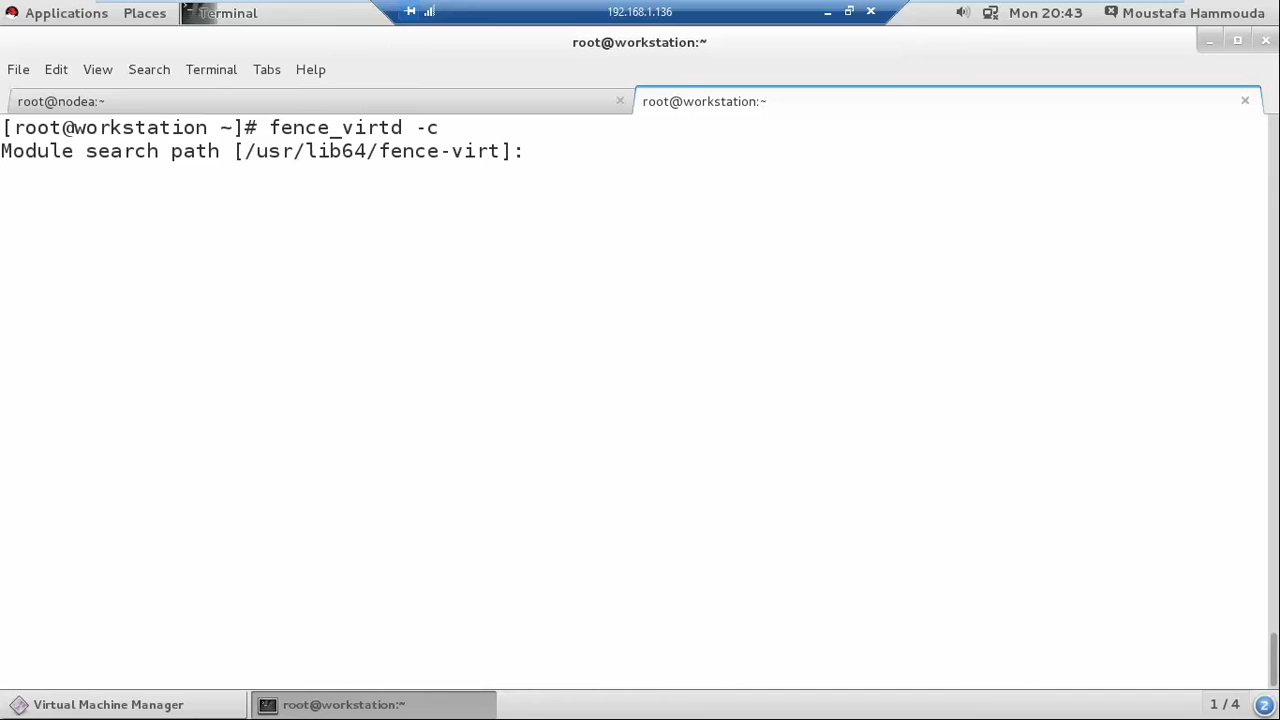 Applications Places Terminal 192.168.1.136 Mon 20:43 Moustafa Hammouda
root@workstation:~
File Edit View Search Terminal Tabs Help
root@nodea:~ root@workstation:~
[root@workstation ~]# fence_virtd -c
Module search path [/usr/lib64/fence-virt]:
Virtual Machine Manager root@workstation:~ 1 / 4 2